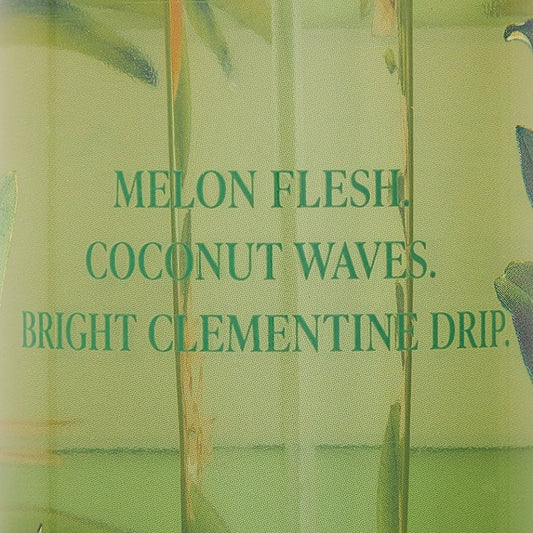 MELON FLESH.
COCONUT WAVES.
BRIGHT CLEMENTINE DRIP.